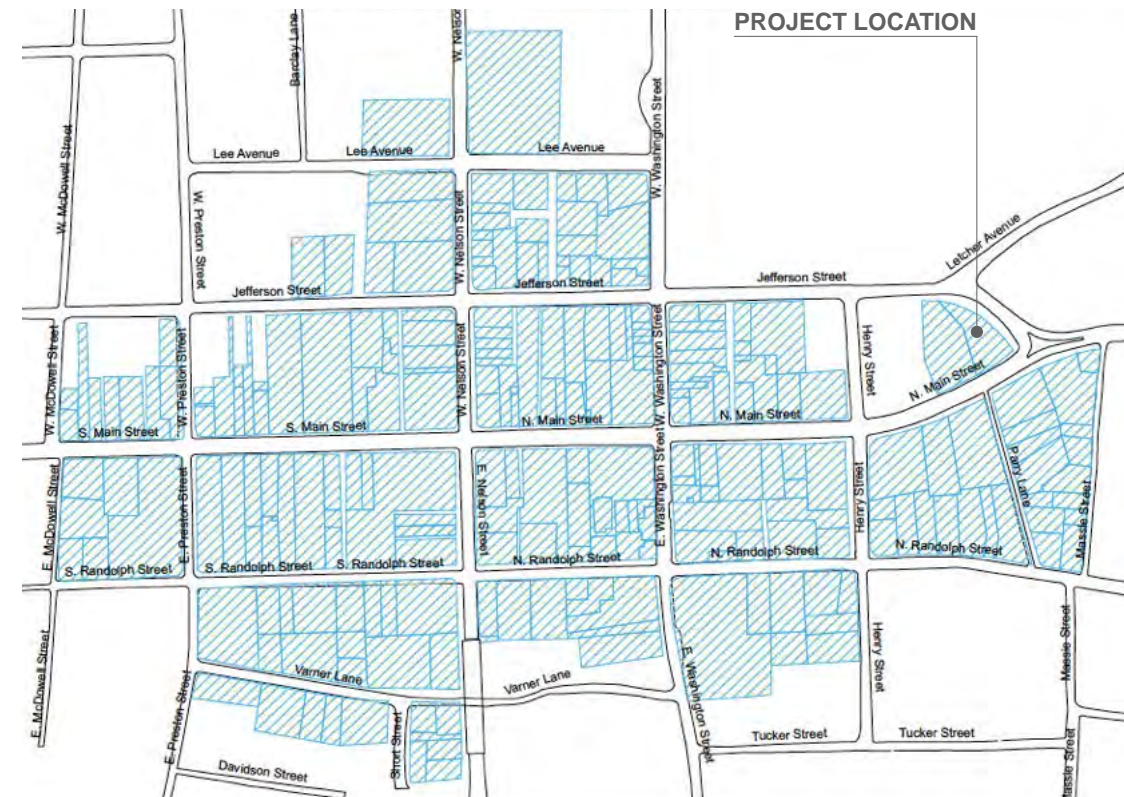 PROJECT LOCATION
W. Nelson
Barclay Lane
W. McDowell Street
Lee Avenue
Lee Avenue
Lee Avenue
W. Washington Street
W. Preston Street
W. Nelson Street
Letcher Avenue
Jefferson Street
Jefferson Street
Jefferson Street
W. McDowell Street
W. Preston Street
W. Nelson Street
W. Washington Street
Henry Street
N. Main Street
S. Main Street
S. Main Street
N. Main Street
N. Main Street
E. McDowell Street
E. Preston Street
E. Nelson Street
E. Washington Street
Henry Street
Parry Lane
Massie Street
S. Randolph Street
S. Randolph Street
S. Randolph Street
N. Randolph Street
N. Randolph Street
N. Randolph Street
E. McDowell Street
E. Preston Street
Varner Lane
Varner Lane
E. Washington Street
Henry Street
Massie Street
Short Street
Tucker Street
Tucker Street
Massie Street
Davidson Street